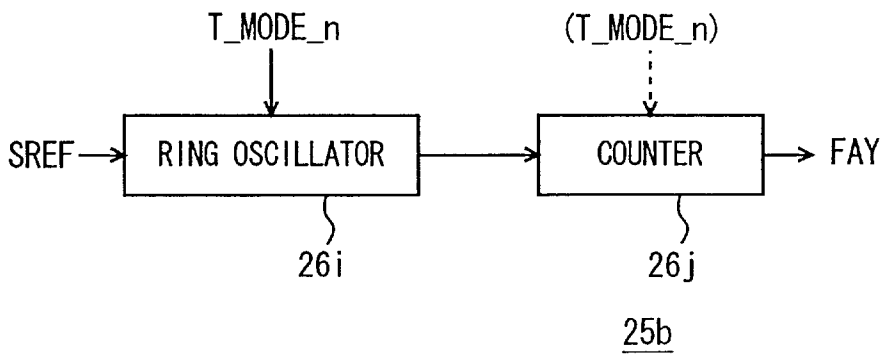 T_MODE_n
(T_MODE_n)
SREF
RING OSCILLATOR
COUNTER
FAY
26i
26j
25b